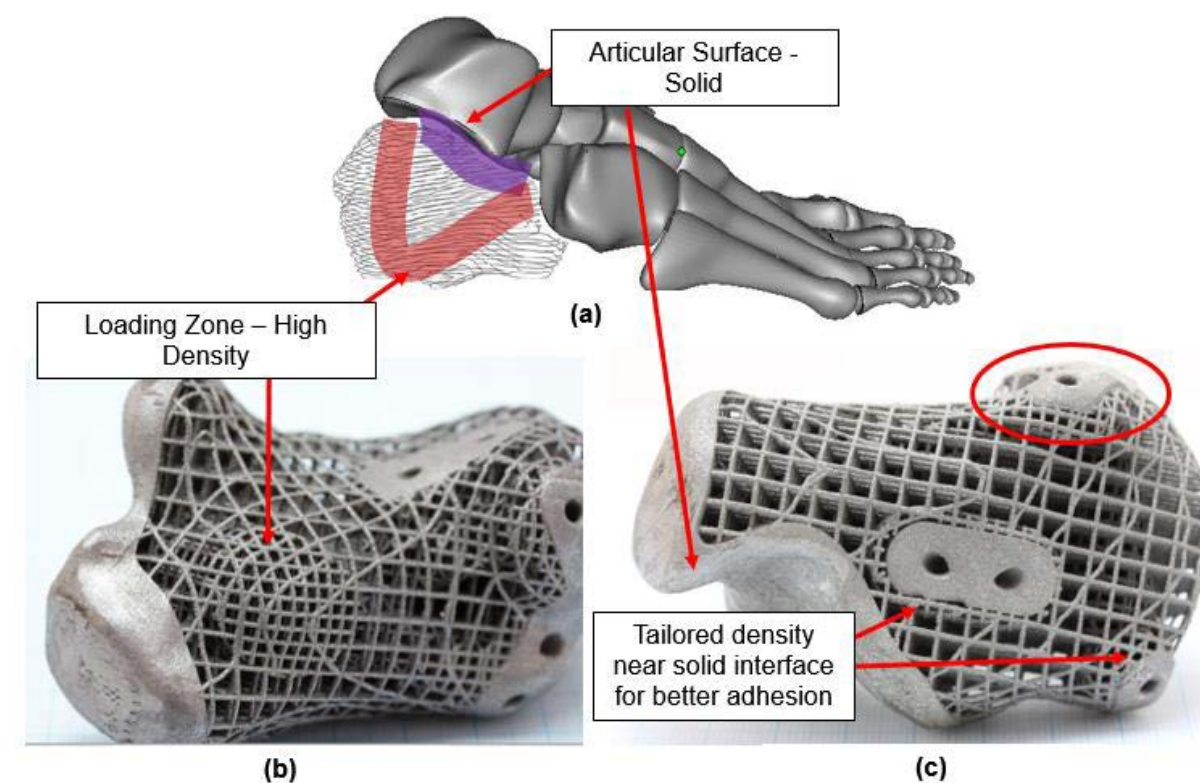 Articular Surface -
Solid
Loading Zone – High
Density
(a)
Tailored density
near solid interface
for better adhesion
(b)
(c)